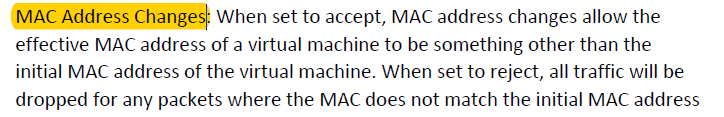 MAC Address Changes: When set to accept, MAC address changes allow the
effective MAC address of a virtual machine to be something other than the
initial MAC address of the virtual machine. When set to reject, all traffic will be
dropped for any packets where the MAC does not match the initial MAC address